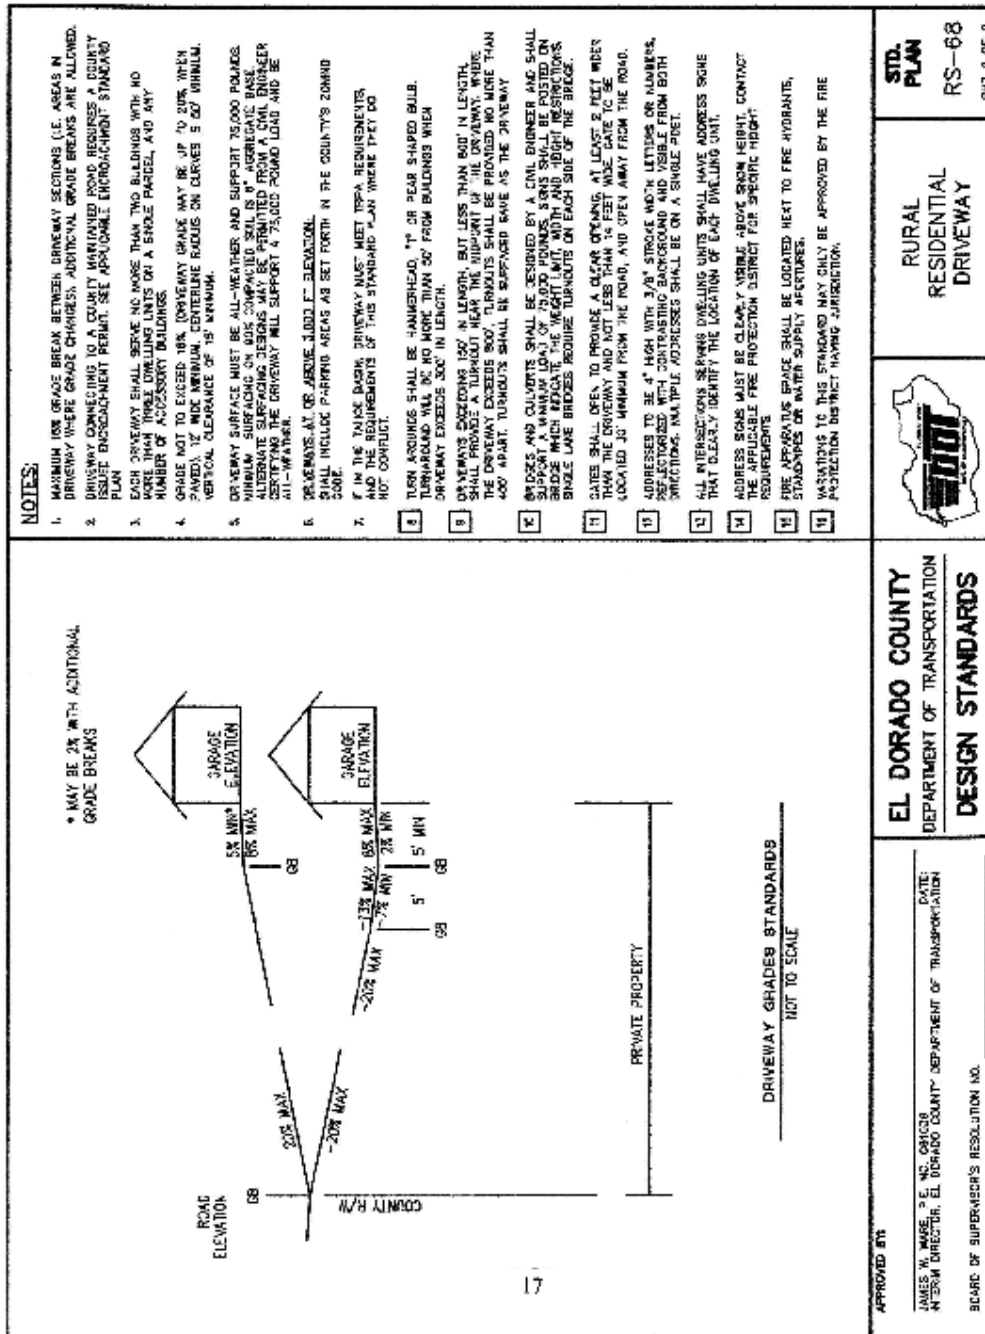 NOTES:
1. MAXIMUM 16% GRADE BREAK BETWEEN DRIVEWAY SECTIONS (I.E. AREAS IN
DRIVEWAY WHERE GRADE CHANGES). ADDITIONAL GRADE BREAKS ARE ALLOWED.
2. DRIVEWAY CONNECTING TO A COUNTY MAINTAINED ROAD REQUIRES A COUNTY
ISSUED ENCROACHMENT PERMIT. SEE APPLICABLE ENCROACHMENT STANDARD
PLAN
3. EACH DRIVEWAY SHALL SERVE NO MORE THAN TWO BUILDINGS WITH NO
MORE THAN THREE DWELLING UNITS ON A SINGLE PARCEL, AND ANY
NUMBER OF ACCESSORY BUILDINGS.
4. GRADE NOT TO EXCEED 16% (DRIVEWAY GRADE MAY BE UP TO 20% WHEN
PAVED). 12' WIDE MINIMUM. CENTERLINE RADIUS ON CURVES IS 50' MINIMUM.
VERTICAL CLEARANCE OF 15' MINIMUM.
5. DRIVEWAY SURFACE MUST BE ALL-WEATHER AND SUPPORT 75,000 POUNDS.
MINIMUM SURFACING ON 90% COMPACTED SOIL IS 6" AGGREGATE BASE.
ALTERNATE SURFACING DESIGNS MAY BE PERMITTED FROM A CIVIL ENGINEER
CERTIFYING THE DRIVEWAY WILL SUPPORT A 75,000 POUND LOAD AND BE
ALL-WEATHER.
6. DRIVEWAYS AT OR ABOVE 3,000 FT ELEVATION:
SHALL INCLUDE PARKING AREAS AS SET FORTH IN THE COUNTY'S ZONING
CODE.
7. IF IN THE TAHOE BASIN, DRIVEWAY MUST MEET TRPA REQUIREMENTS,
AND THE REQUIREMENTS OF THIS STANDARD PLAN WHERE THEY DO
NOT CONFLICT.
8 TURN AROUNDS SHALL BE HAMMERHEAD, "T" OR PEAR SHAPED BULB.
TURNAROUND WILL BE NO MORE THAN 50' FROM BUILDINGS WHEN
DRIVEWAY EXCEEDS 300' IN LENGTH.
9 DRIVEWAYS EXCEEDING 150' IN LENGTH, BUT LESS THAN 800' IN LENGTH,
SHALL PROVIDE A TURNOUT NEAR THE MIDPOINT OF THE DRIVEWAY. WHERE
THE DRIVEWAY EXCEEDS 800', TURNOUTS SHALL BE PROVIDED NO MORE THAN
400' APART. TURNOUTS SHALL BE SURFACED SAME AS THE DRIVEWAY
10 BRIDGES AND CULVERTS SHALL BE DESIGNED BY A CIVIL ENGINEER AND SHALL
SUPPORT A MINIMUM LOAD OF 75,000 POUNDS. SIGNS SHALL BE POSTED ON
BRIDGE WHICH INDICATE THE WEIGHT LIMIT, WIDTH AND HEIGHT RESTRICTIONS.
SINGLE LANE BRIDGES REQUIRE TURNOUTS ON EACH SIDE OF THE BRIDGE.
11 GATES SHALL OPEN TO PROVIDE A CLEAR OPENING, AT LEAST 2 FEET WIDER
THAN THE DRIVEWAY AND NOT LESS THAN 14 FEET WIDE. GATE TO BE
LOCATED 30' MINIMUM FROM THE ROAD, AND OPEN AWAY FROM THE ROAD.
12 ADDRESSES TO BE 4" HIGH WITH 3/8" STROKE WIDTH LETTERS OR NUMBERS,
REFLECTORIZED WITH CONTRASTING BACKGROUND AND VISIBLE FROM BOTH
DIRECTIONS. MULTIPLE ADDRESSES SHALL BE ON A SINGLE POST.
13 ALL INTERSECTIONS SERVING DWELLING UNITS SHALL HAVE ADDRESS SIGNS
THAT CLEARLY IDENTIFY THE LOCATION OF EACH DWELLING UNIT.
14 ADDRESS SIGNS MUST BE CLEARLY VISIBLE ABOVE SNOW HEIGHT. CONTACT
THE APPLICABLE FIRE PROTECTION DISTRICT FOR SPECIFIC HEIGHT
REQUIREMENTS.
15 FIRE APPARATUS SPACE SHALL BE LOCATED NEXT TO FIRE HYDRANTS,
STANDPIPES OR WATER SUPPLY APERTURES.
16 VARIATIONS TO THIS STANDARD MAY ONLY BE APPROVED BY THE FIRE
PROTECTION DISTRICT HAVING JURISDICTION.
* MAY BE 2% WITH ADDITIONAL
GRADE BREAKS
GARAGE
ELEVATION
5% MIN*
8% MAX
GB
GARAGE
ELEVATION
-13% MAX 8% MAX
-7% MIN 2% MIN
5' 5' MIN
GB GB
-20% MAX
20% MAX
-20% MAX
ROAD
ELEVATION
GB
COUNTY R/W
PRIVATE PROPERTY
DRIVEWAY GRADES STANDARDS
NOT TO SCALE
17
APPROVED BY:
JAMES W. WARE, P.E. NO.
DATE:
INTERIM DIRECTOR, EL DORADO COUNTY DEPARTMENT OF TRANSPORTATION
BOARD OF SUPERVISOR'S RESOLUTION NO.
EL DORADO COUNTY
DEPARTMENT OF TRANSPORTATION
DESIGN STANDARDS
DOT
RURAL
RESIDENTIAL
DRIVEWAY
STD.
PLAN
RS-68